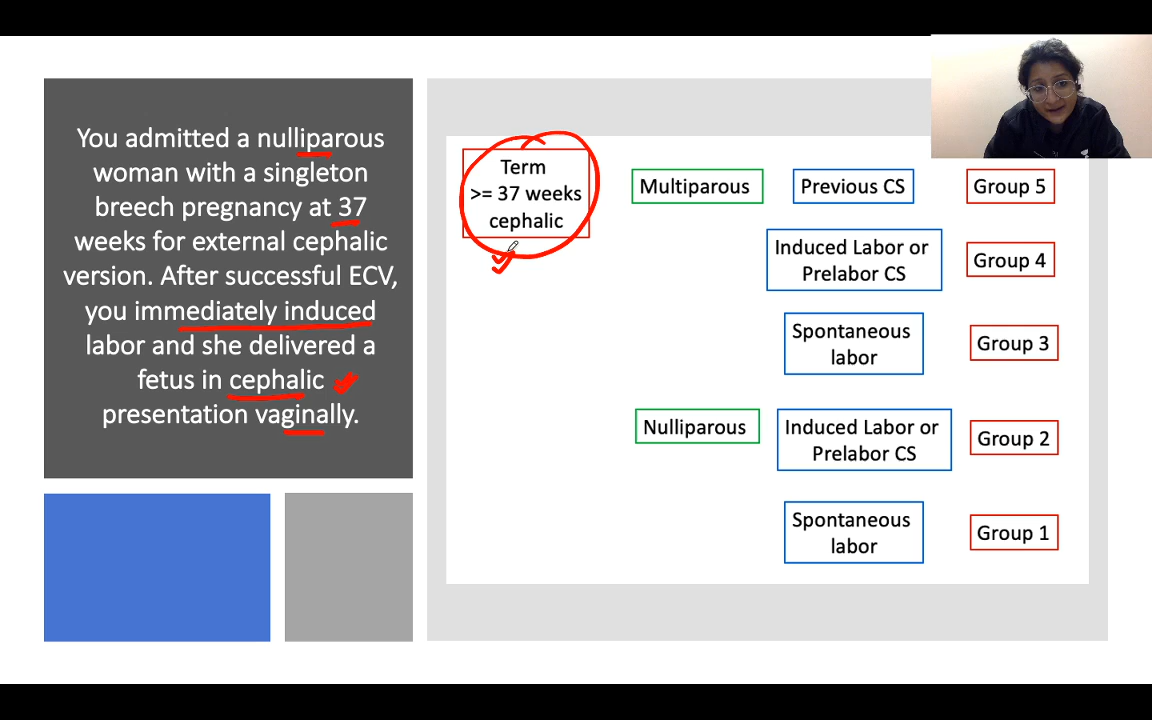 You admitted a nulliparous
woman with a singleton
breech pregnancy at 37
weeks for external cephalic
version. After successful ECV,
you immediately induced
labor and she delivered a
fetus in cephalic
presentation vaginally.
Term
>= 37 weeks
cephalic
Multiparous
Previous CS
Group 5
Induced Labor or
Prelabor CS
Group 4
Spontaneous
labor
Group 3
Nulliparous
Induced Labor or
Prelabor CS
Group 2
Spontaneous
labor
Group 1